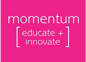 momentum
[educate +
innovate]